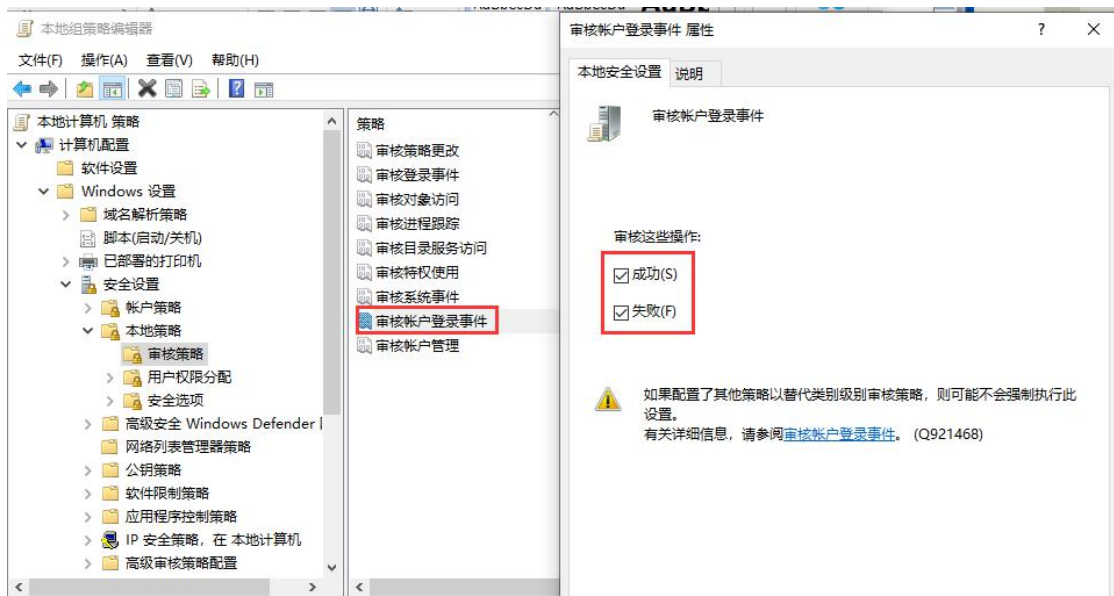 本地组策略编辑器
文件(F) 操作(A) 查看(V) 帮助(H)
本地计算机 策略
计算机配置
软件设置
Windows 设置
域名解析策略
脚本(启动/关机)
已部署的打印机
安全设置
帐户策略
本地策略
审核策略
用户权限分配
安全选项
高级安全 Windows Defender
网络列表管理器策略
公钥策略
软件限制策略
应用程序控制策略
IP 安全策略，在 本地计算机
高级审核策略配置
策略
审核策略更改
审核登录事件
审核对象访问
审核进程跟踪
审核目录服务访问
审核特权使用
审核系统事件
审核帐户登录事件
审核帐户管理
审核帐户登录事件 属性
? ×
本地安全设置 说明
审核帐户登录事件
审核这些操作:
成功(S)
失败(F)
如果配置了其他策略以替代类别级别审核策略，则可能不会强制执行此
设置。
有关详细信息，请参阅审核帐户登录事件。 (Q921468)